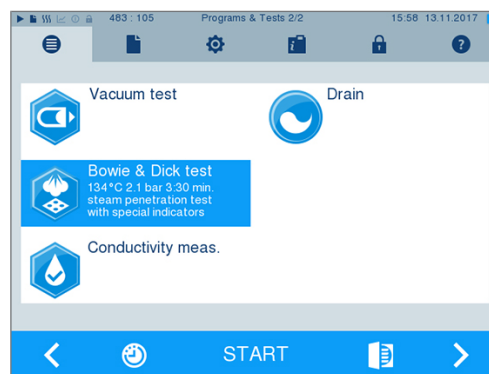 483 : 105 Programs & Tests 2/2 15:58 13.11.2017
Vacuum test
Drain
Bowie & Dick test
134°C 2.1 bar 3:30 min.
steam penetration test
with special indicators
Conductivity meas.
START